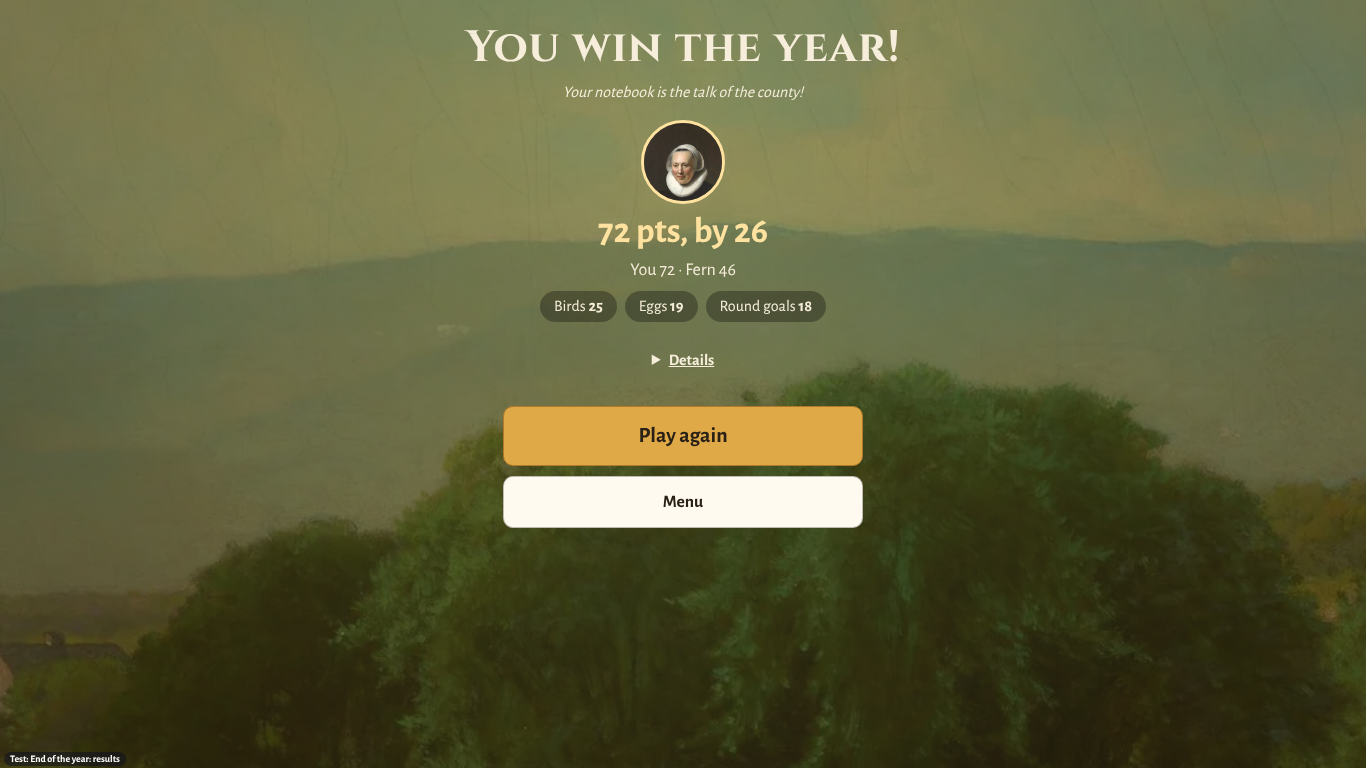 You win the year!
Your notebook is the talk of the county!
72 pts, by 26
You 72 · Fern 46
Birds 25 Eggs 19 Round goals 18
Details
Play again
Menu
Test: End of the year: results